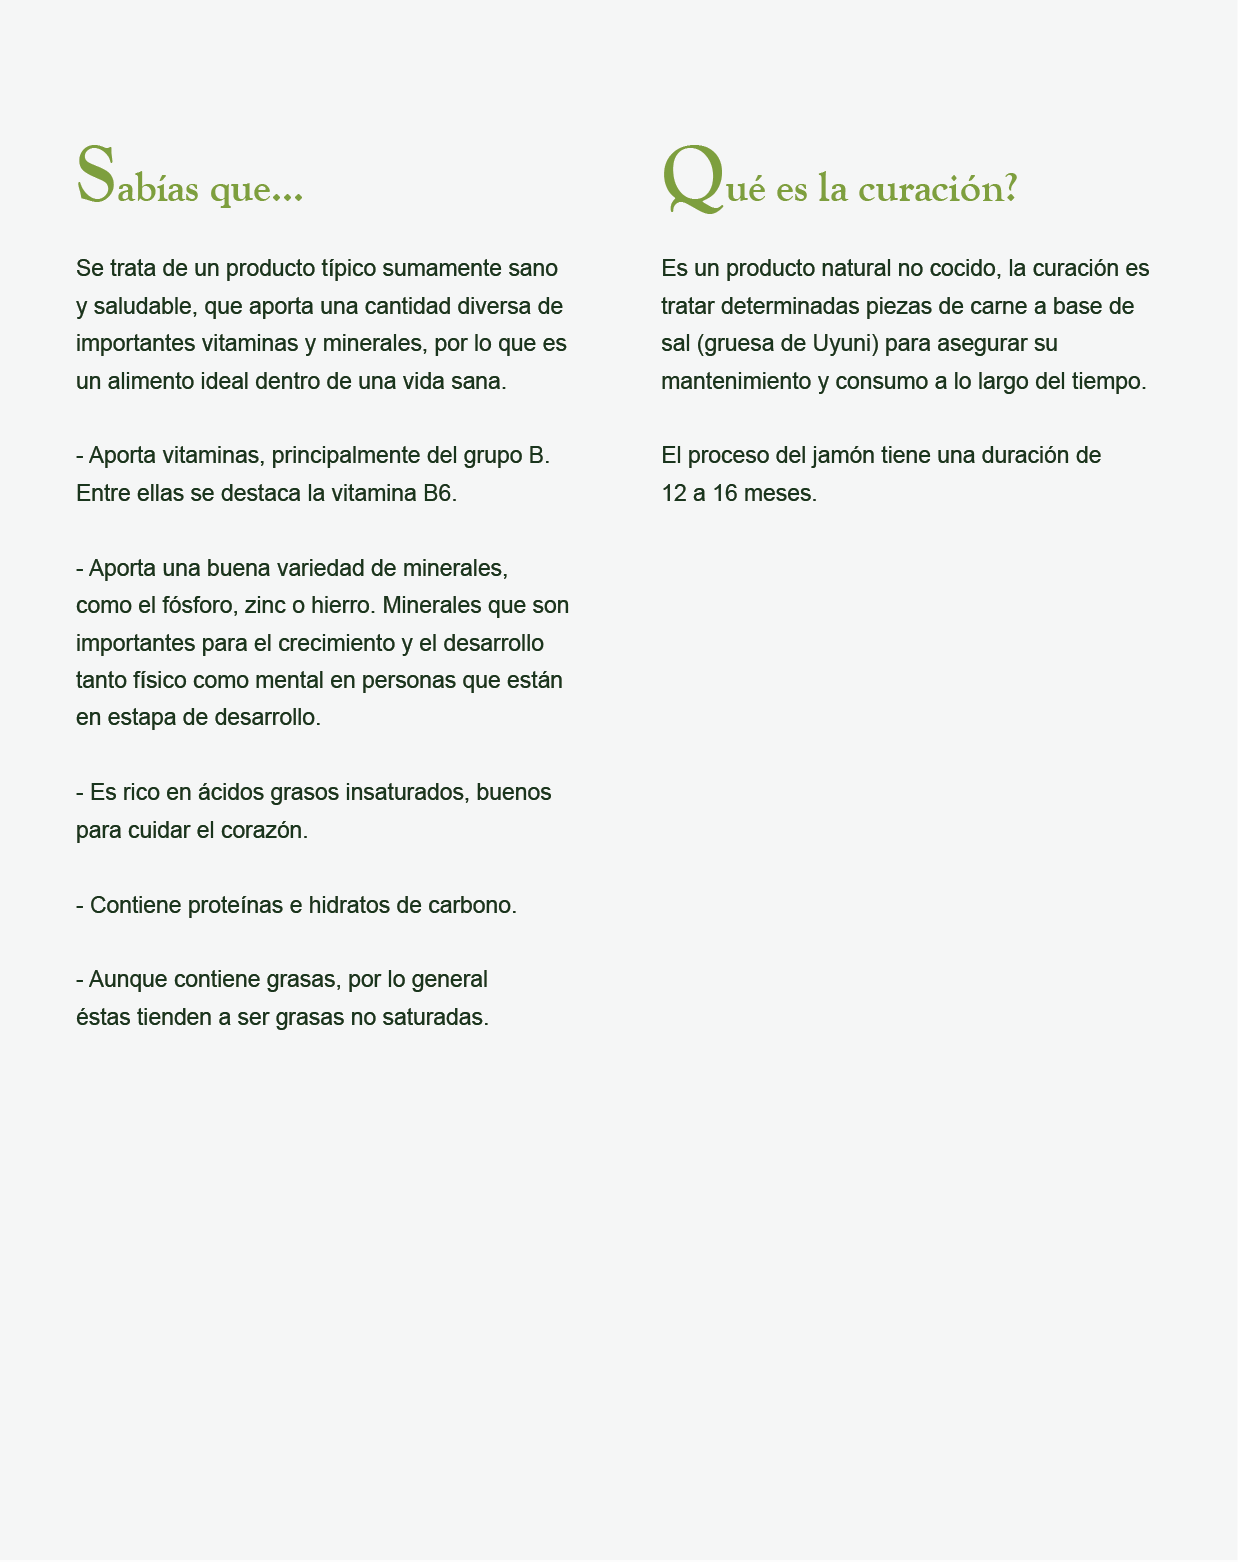 Sabías que...
Se trata de un producto típico sumamente sano
y saludable, que aporta una cantidad diversa de
importantes vitaminas y minerales, por lo que es
un alimento ideal dentro de una vida sana.
- Aporta vitaminas, principalmente del grupo B.
Entre ellas se destaca la vitamina B6.
- Aporta una buena variedad de minerales,
como el fósforo, zinc o hierro. Minerales que son
importantes para el crecimiento y el desarrollo
tanto físico como mental en personas que están
en estapa de desarrollo.
- Es rico en ácidos grasos insaturados, buenos
para cuidar el corazón.
- Contiene proteínas e hidratos de carbono.
- Aunque contiene grasas, por lo general
éstas tienden a ser grasas no saturadas.
Qué es la curación?
Es un producto natural no cocido, la curación es
tratar determinadas piezas de carne a base de
sal (gruesa de Uyuni) para asegurar su
mantenimiento y consumo a lo largo del tiempo.
El proceso del jamón tiene una duración de
12 a 16 meses.